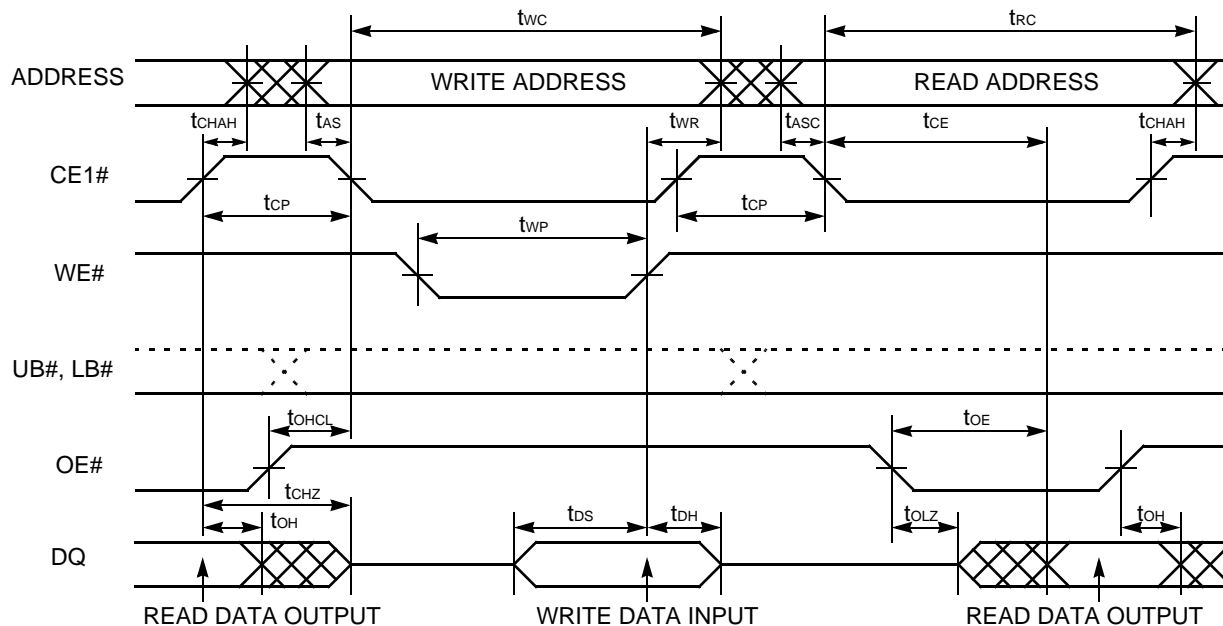 tWC
tRC
ADDRESS
WRITE ADDRESS
READ ADDRESS
tCHAH
tAS
tWR
tASC
tCE
tCHAH
CE1#
tCP
tCP
tWP
WE#
UB#, LB#
tOHCL
tOE
OE#
tCHZ
tOH
tDS
tDH
tOLZ
tOH
DQ
READ DATA OUTPUT
WRITE DATA INPUT
READ DATA OUTPUT